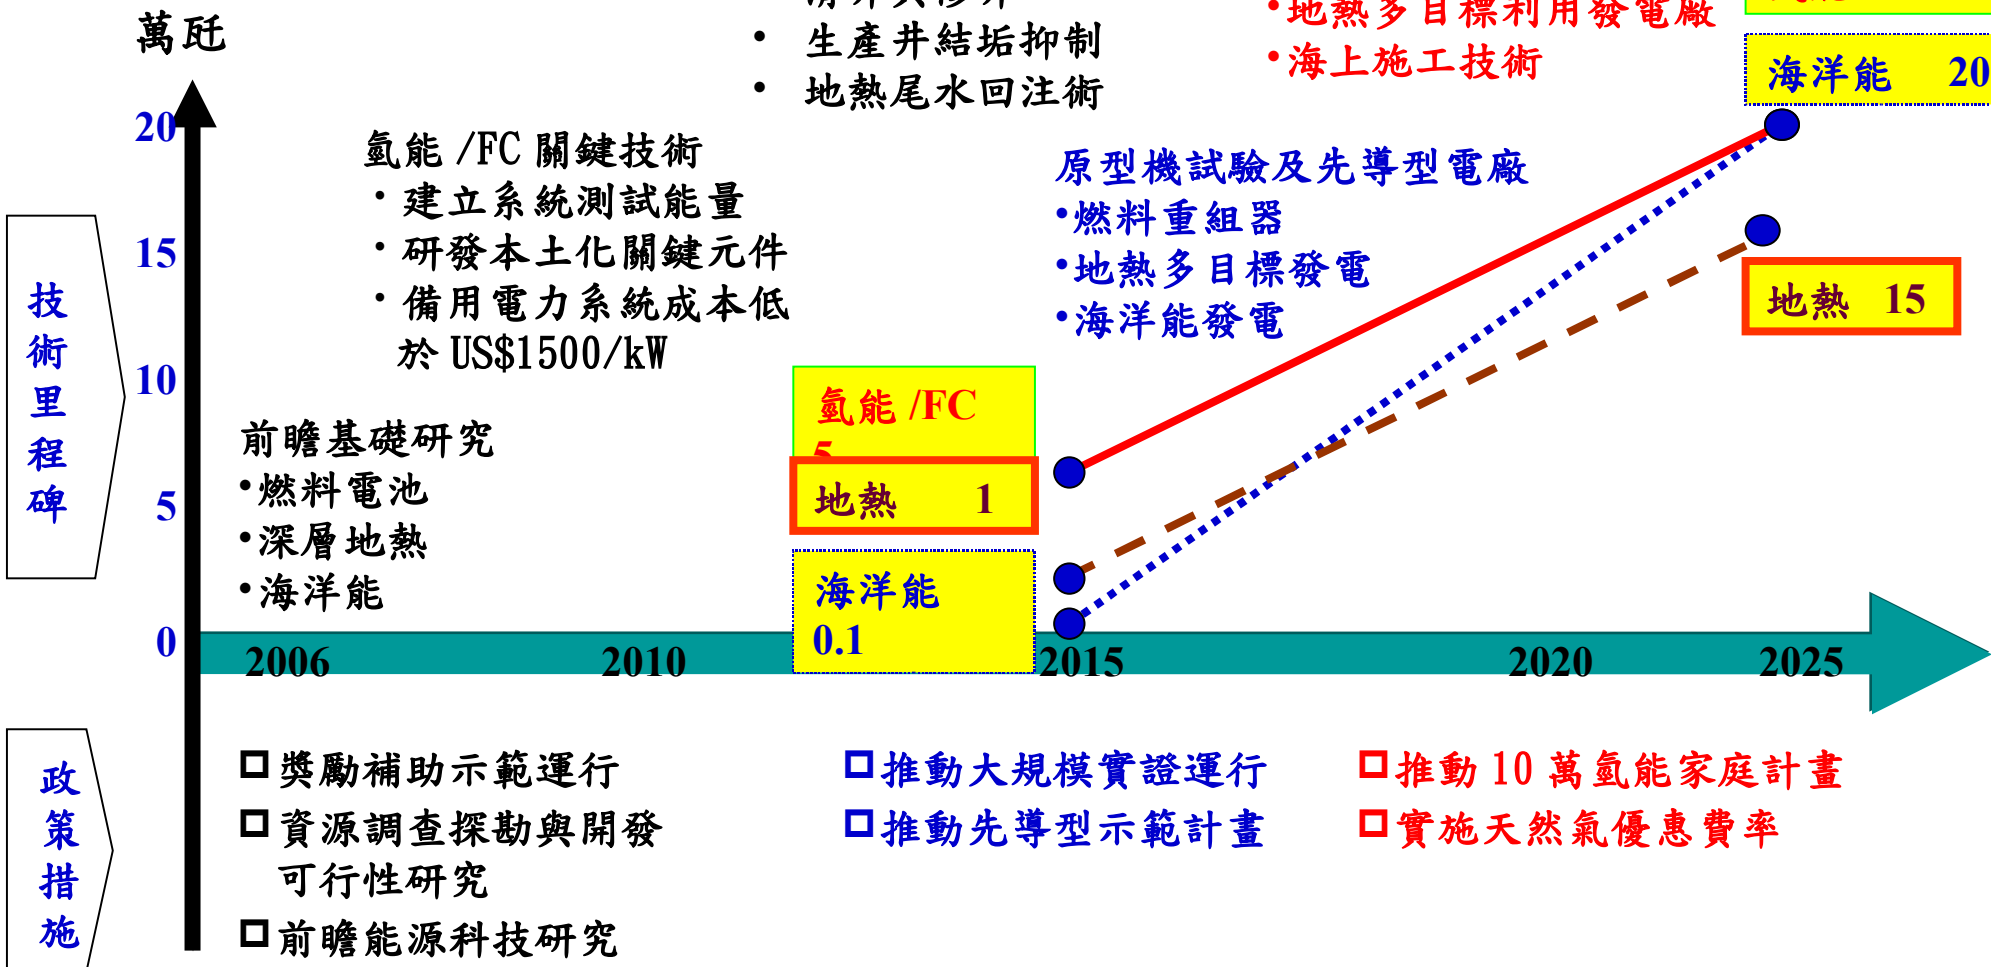 萬瓩
• 生產井結垢抑制
• 地熱尾水回注術
•地熱多目標利用發電廠
•海上施工技術
海洋能 20
20
15
10
5
0
技術里程碑
氫能 /FC 關鍵技術
・建立系統測試能量
・研發本土化關鍵元件
・備用電力系統成本低
於 US$1500/kW
原型機試驗及先導型電廠
•燃料重組器
•地熱多目標發電
•海洋能發電
地熱 15
前瞻基礎研究
•燃料電池
•深層地熱
•海洋能
氫能 /FC
5
地熱 1
海洋能
0.1
2006 2010 2015 2020 2025
政策措施
獎勵補助示範運行
資源調查探勘與開發
可行性研究
前瞻能源科技研究
推動大規模實證運行
推動先導型示範計畫
推動 10 萬氫能家庭計畫
實施天然氣優惠費率